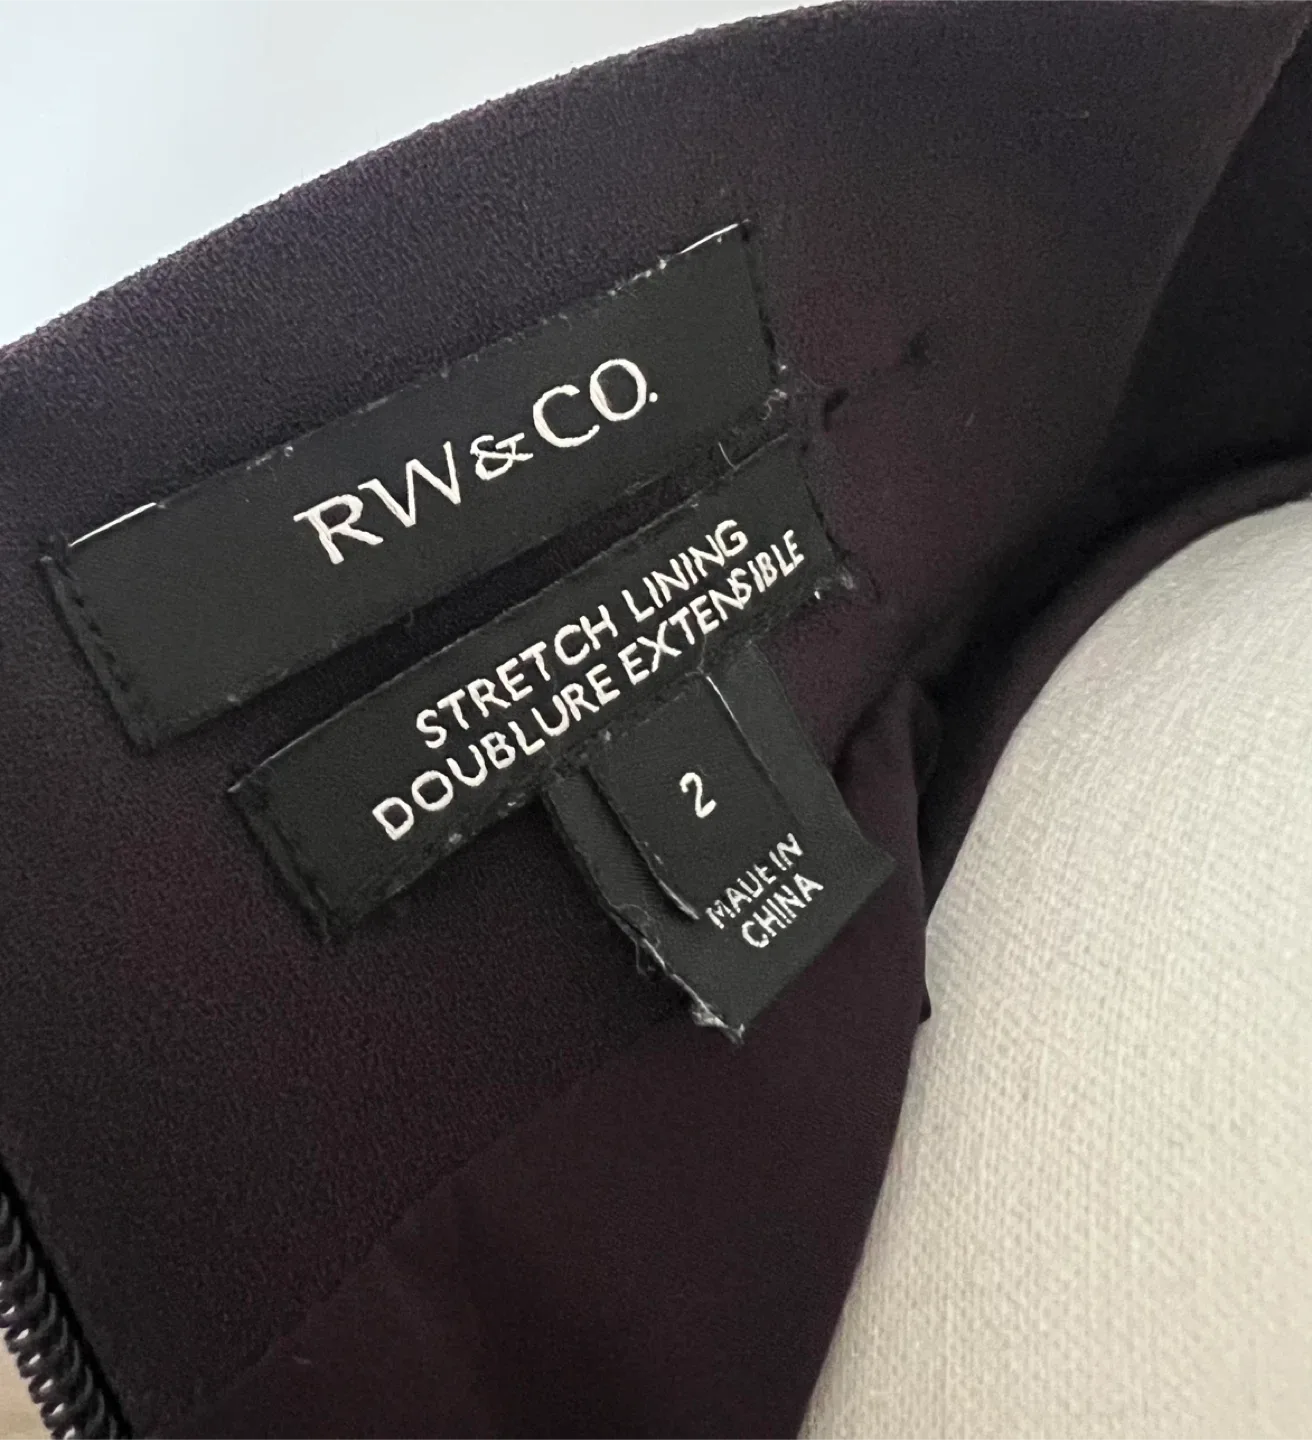 RW&CO.
STRETCH LINING
DOUBLURE EXTENSIBLE
2
MADE IN
CHINA